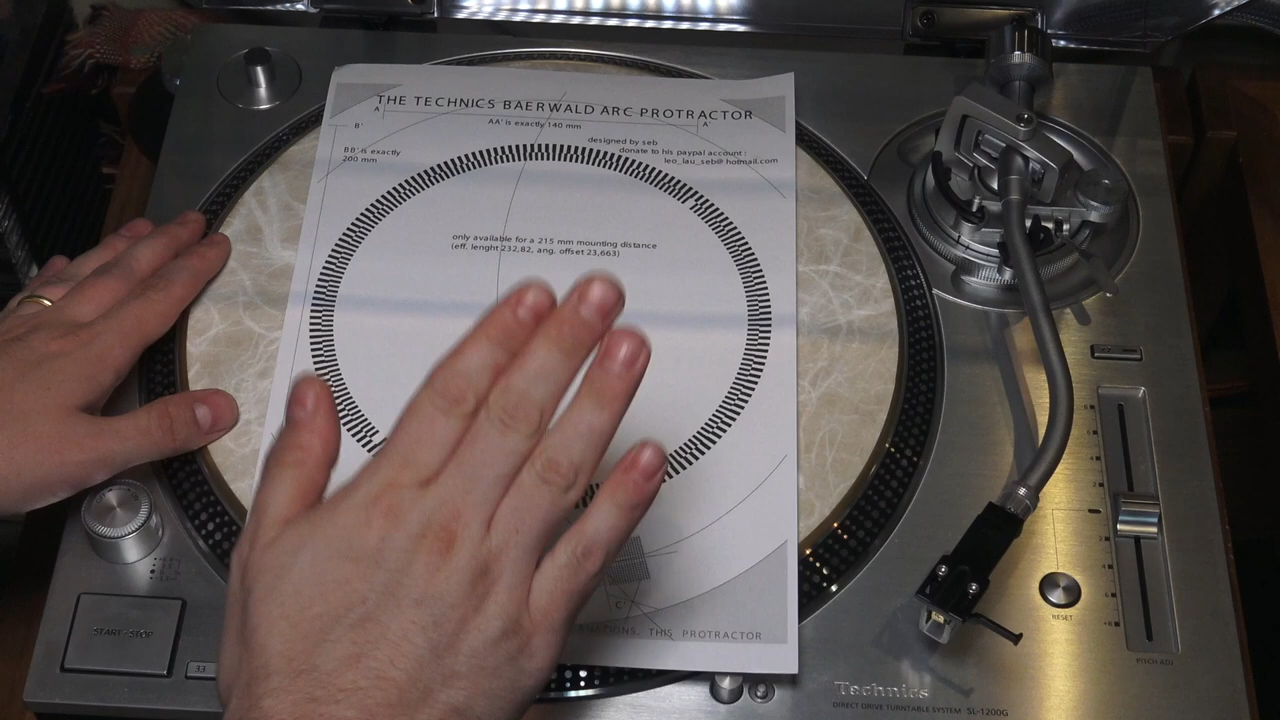 THE TECHNICS BAERWALD ARC PROTRACTOR
A
AA' is exactly 140 mm
A'
B'
designed by seb
donate to his paypal account :
leo_lau_seb@hotmail.com
BB' is exactly
200 mm
only available for a 215 mm mounting distance
(eff. lenght 232.82, ang. offset 23,663)
C'
THIS PROTRACTOR
START·STOP
33
RESET
PITCH ADJ.
Technics
DIRECT DRIVE TURNTABLE SYSTEM SL-1200G